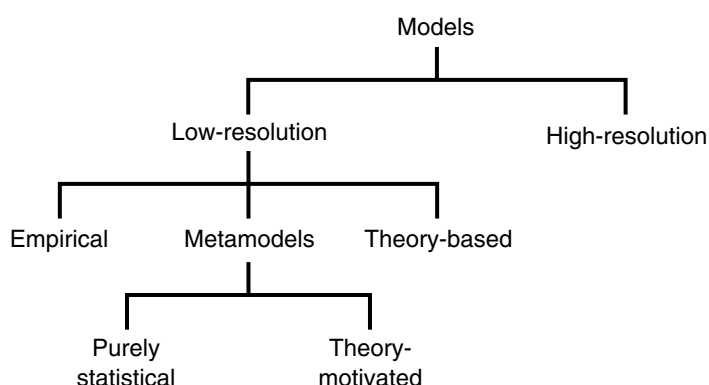 Models
Low-resolution
High-resolution
Empirical
Metamodels
Theory-based
Purely
statistical
Theory-
motivated